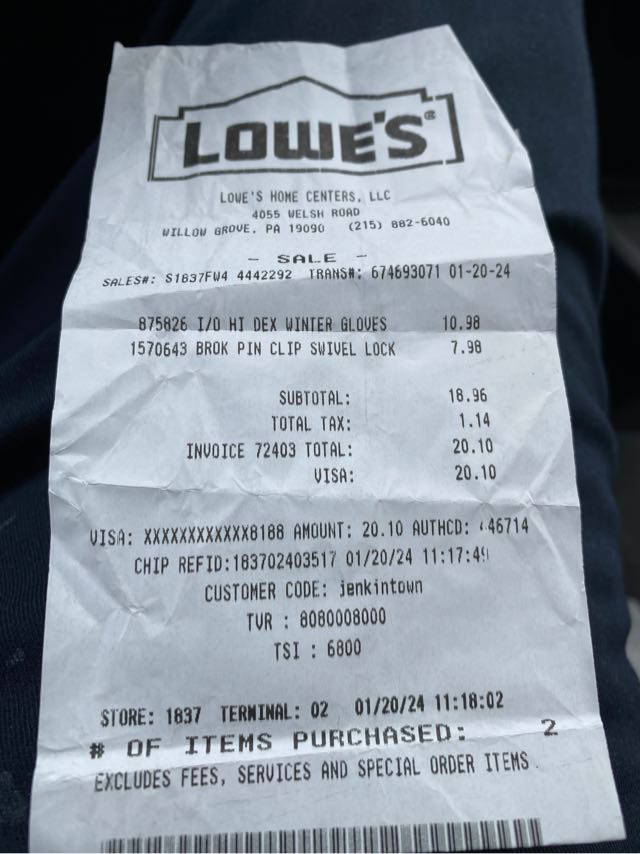 LOWE'S®
LOWE'S HOME CENTERS, LLC
4055 WELSH ROAD
WILLOW GROVE, PA 19090 (215) 882-6040
- SALE -
SALES#: S1837FW4 4442292 TRANS#: 674693071 01-20-24
875826 I/O HI DEX WINTER GLOVES 10.98
1570643 BROK PIN CLIP SWIVEL LOCK 7.98
SUBTOTAL: 18.96
TOTAL TAX: 1.14
INVOICE 72403 TOTAL: 20.10
VISA: 20.10
VISA: XXXXXXXXXXXX8188 AMOUNT: 20.10 AUTHCD:
CHIP REFID:183702403517 01/20/24
CUSTOMER CODE: jenkintown
TVR : 8080008000
TSI : 6800
STORE: 1837 TERMINAL: 02 01/20/24 11:18:02
# OF ITEMS PURCHASED: 2
EXCLUDES FEES, SERVICES AND SPECIAL ORDER ITEMS